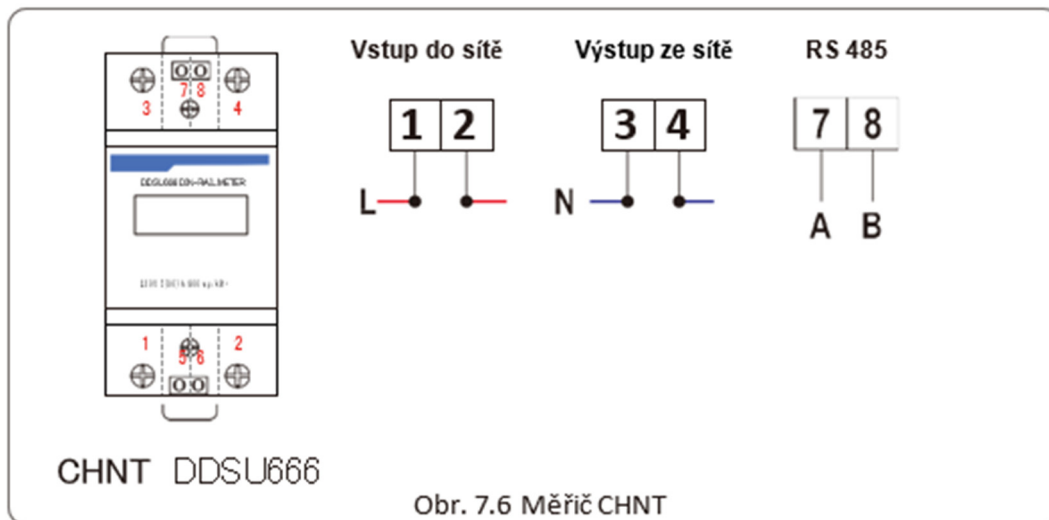 Vstup do sítě
Výstup ze sítě
RS 485
7 8
3 4
1 2
3 4
7 8
DDSU666 DIN-RAIL METER
L
N
A B
1 2
5 6
CHNT DDSU666
Obr. 7.6 Měřič CHNT